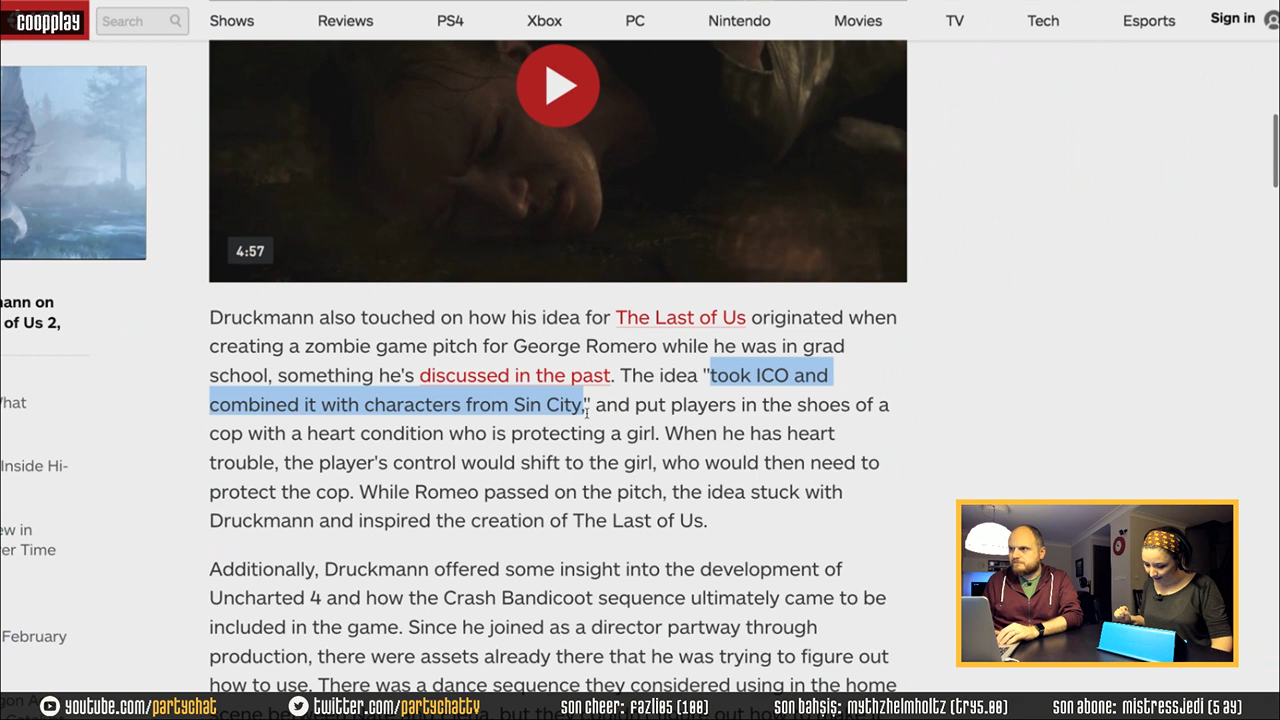 COOPPLAY
Search
Shows
Reviews
PS4
Xbox
PC
Nintendo
Movies
TV
Tech
Esports
Sign in
4:57
mann on
of Us 2,
What
Inside Hi-
ew in
er Time
February
Druckmann also touched on how his idea for The Last of Us originated when
creating a zombie game pitch for George Romero while he was in grad
school, something he's discussed in the past. The idea "took ICO and
combined it with characters from Sin City," and put players in the shoes of a
cop with a heart condition who is protecting a girl. When he has heart
trouble, the player's control would shift to the girl, who would then need to
protect the cop. While Romeo passed on the pitch, the idea stuck with
Druckmann and inspired the creation of The Last of Us.
Additionally, Druckmann offered some insight into the development of
Uncharted 4 and how the Crash Bandicoot sequence ultimately came to be
included in the game. Since he joined as a director partway through
production, there were assets already there that he was trying to figure out
how to use. There was a dance sequence they considered using in the home
youtube.com/partychat
twitter.com/partychattv
son cheer: fazli05 (100)
son bahşiş: mythzhelmholtz (try5.00)
son abone: mistressjedi (5 ay)